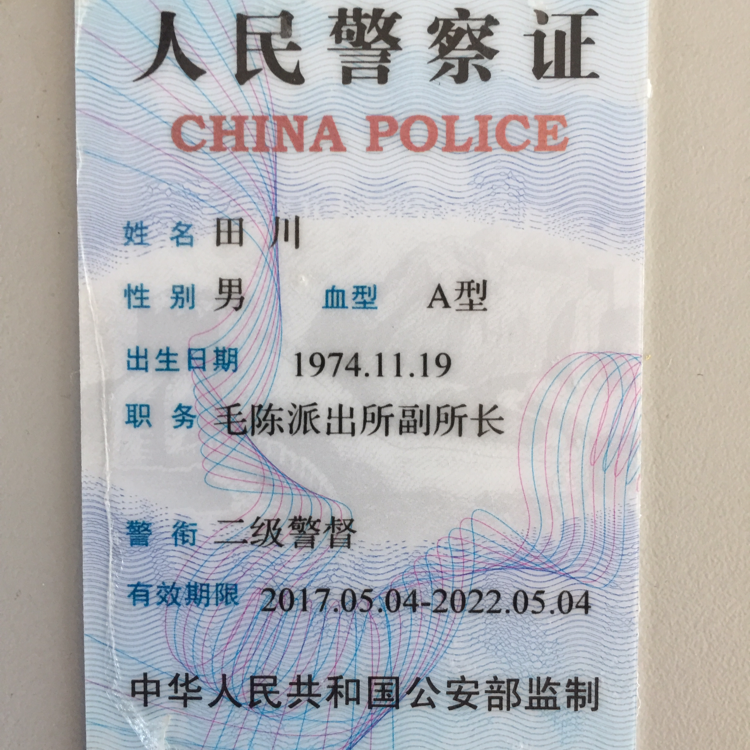 人民警察证
CHINA POLICE
姓名 田川
性别 男 血型 A型
出生日期 1974.11.19
职务 毛陈派出所副所长
警衔 二级警督
有效期限 2017.05.04-2022.05.04
中华人民共和国公安部监制